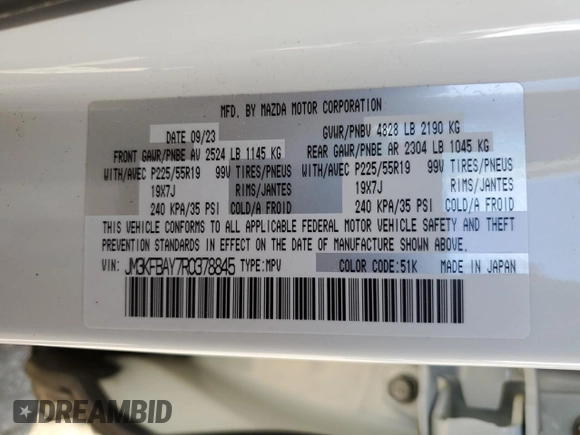 MFD. BY MAZDA MOTOR CORPORATION
DATE 09/23 GVWR/PNBV 4828 LB 2190 KG
FRONT GAWR/PNBE AV 2524 LB 1145 KG REAR GAWR/PNBE AR 2304 LB 1045 KG
WITH/AVEC P225/55R19 99V TIRES/PNEUS WITH/AVEC P225/55R19 99V TIRES/PNEUS
19X7J RIMS/JANTES 19X7J RIMS/JANTES
240 KPA/35 PSI COLD/A FROID 240 KPA/35 PSI COLD/A FROID
THIS VEHICLE CONFORMS TO ALL APPLICABLE FEDERAL MOTOR VEHICLE SAFETY AND THEFT
PREVENTION STANDARDS IN EFFECT ON THE DATE OF MANUFACTURE SHOWN ABOVE.
VIN: JM3KFBAY7R0378845 TYPE:MPV COLOR CODE:51K MADE IN JAPAN
DREAMBID